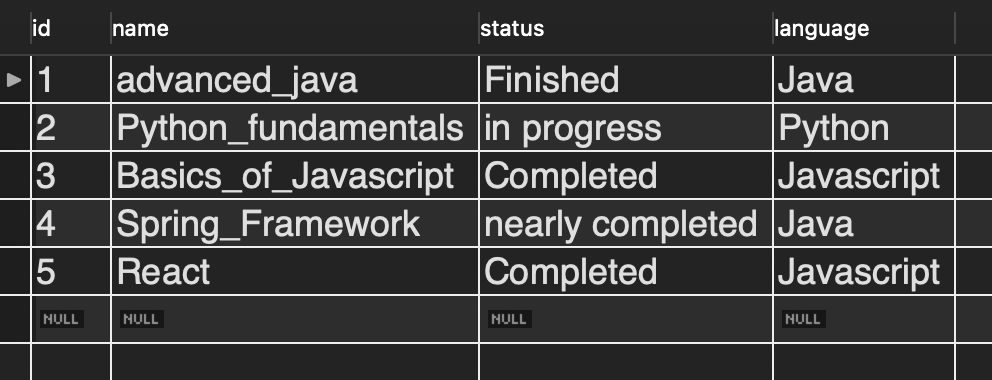 id name status language
1 advanced_java Finished Java
2 Python_fundamentals in progress Python
3 Basics_of_Javascript Completed Javascript
4 Spring_Framework nearly completed Java
5 React Completed Javascript
NULL NULL NULL NULL